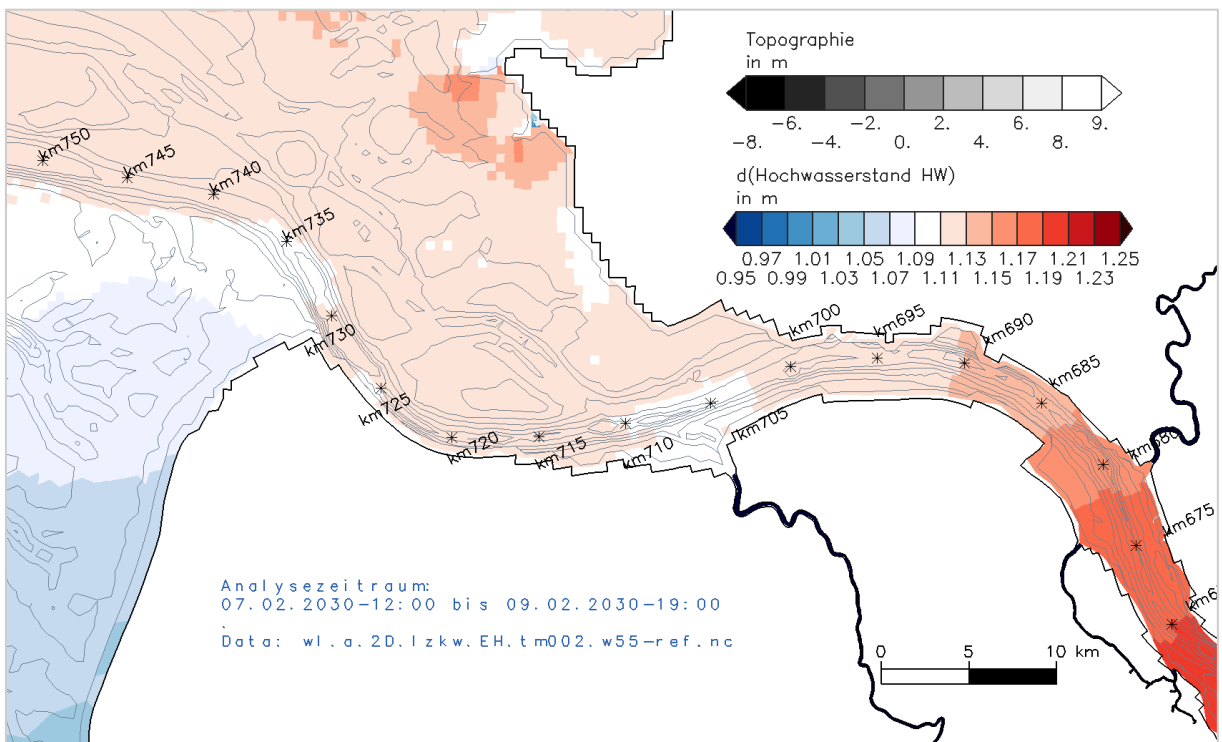 Topographie
in m
-6. -2. 2. 6. 9.
-8. -4. 0. 4. 8.
d(Hochwasserstand HW)
in m
0.97 1.01 1.05 1.09 1.13 1.17 1.21 1.25
0.95 0.99 1.03 1.07 1.11 1.15 1.19 1.23
km750
km745
km740
km735
km730
km725
km720
km715
km710
km705
km700
km695
km690
km685
km680
km675
Analysezeitraum:
07.02.2030-12:00 bis 09.02.2030-19:00
.
Data: wl.a.2D.lzkw.EH.tm002.w55-ref.nc
0 5 10 km